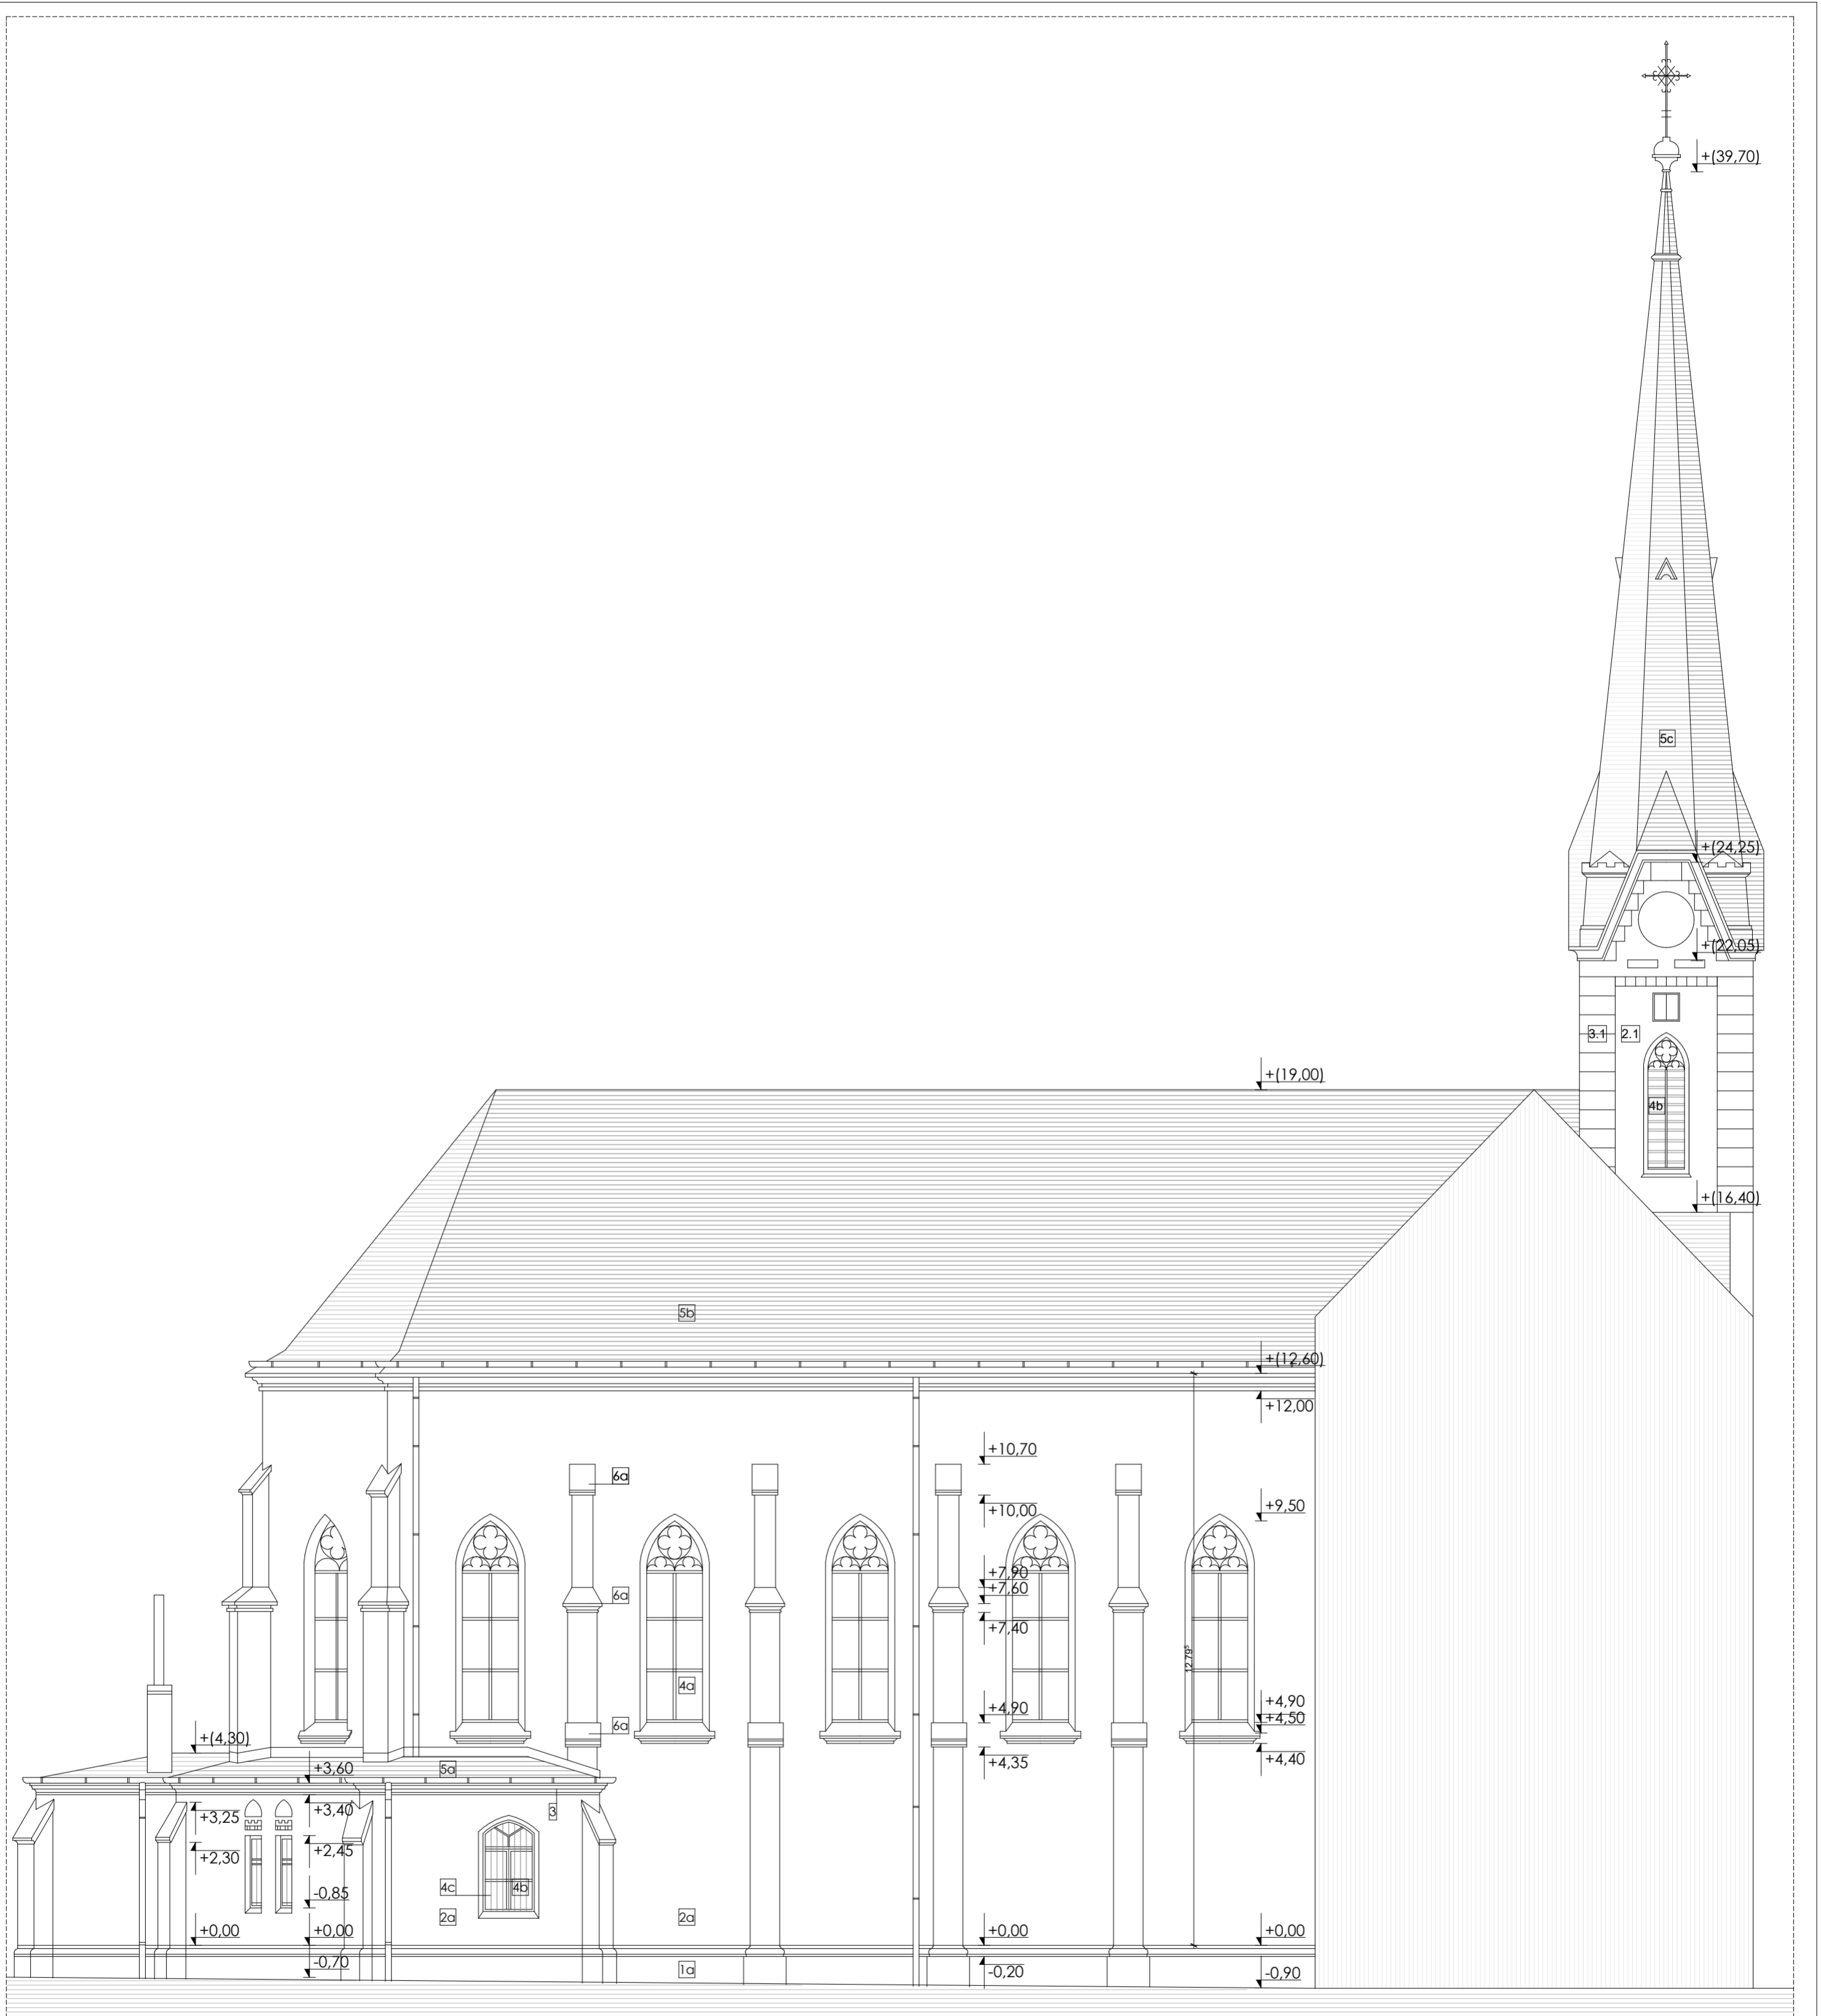 +(39,70)
5c
+(24,25)
+(22,05)
3.1
2.1
+(19,00)
4b
+(16,40)
5b
+(12,60)
+12,00
+10,70
6a
+10,00
+9,50
+7,90
+7,60
6a
+7,40
12.79⁵
4a
+4,90
+4,90
+4,50
6a
+(4,30)
+4,35
+4,40
+3,60
5a
+3,25
+3,40
3
+2,30
+2,45
-0,85
4c
4b
2a
2a
+0,00
+0,00
+0,00
+0,00
-0,70
1a
-0,20
-0,90